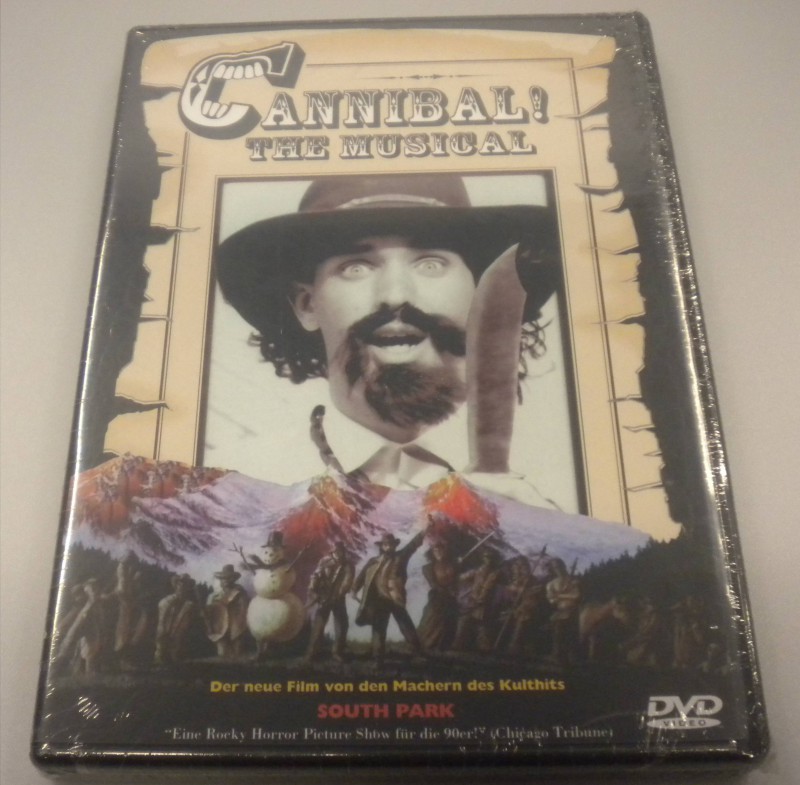 CANNIBAL!
THE MUSICAL
Der neue Film von den Machern des Kulthits
SOUTH PARK
DVD
VIDEO
"Eine Rocky Horror Picture Show für die 90er!" (Chicago Tribune)